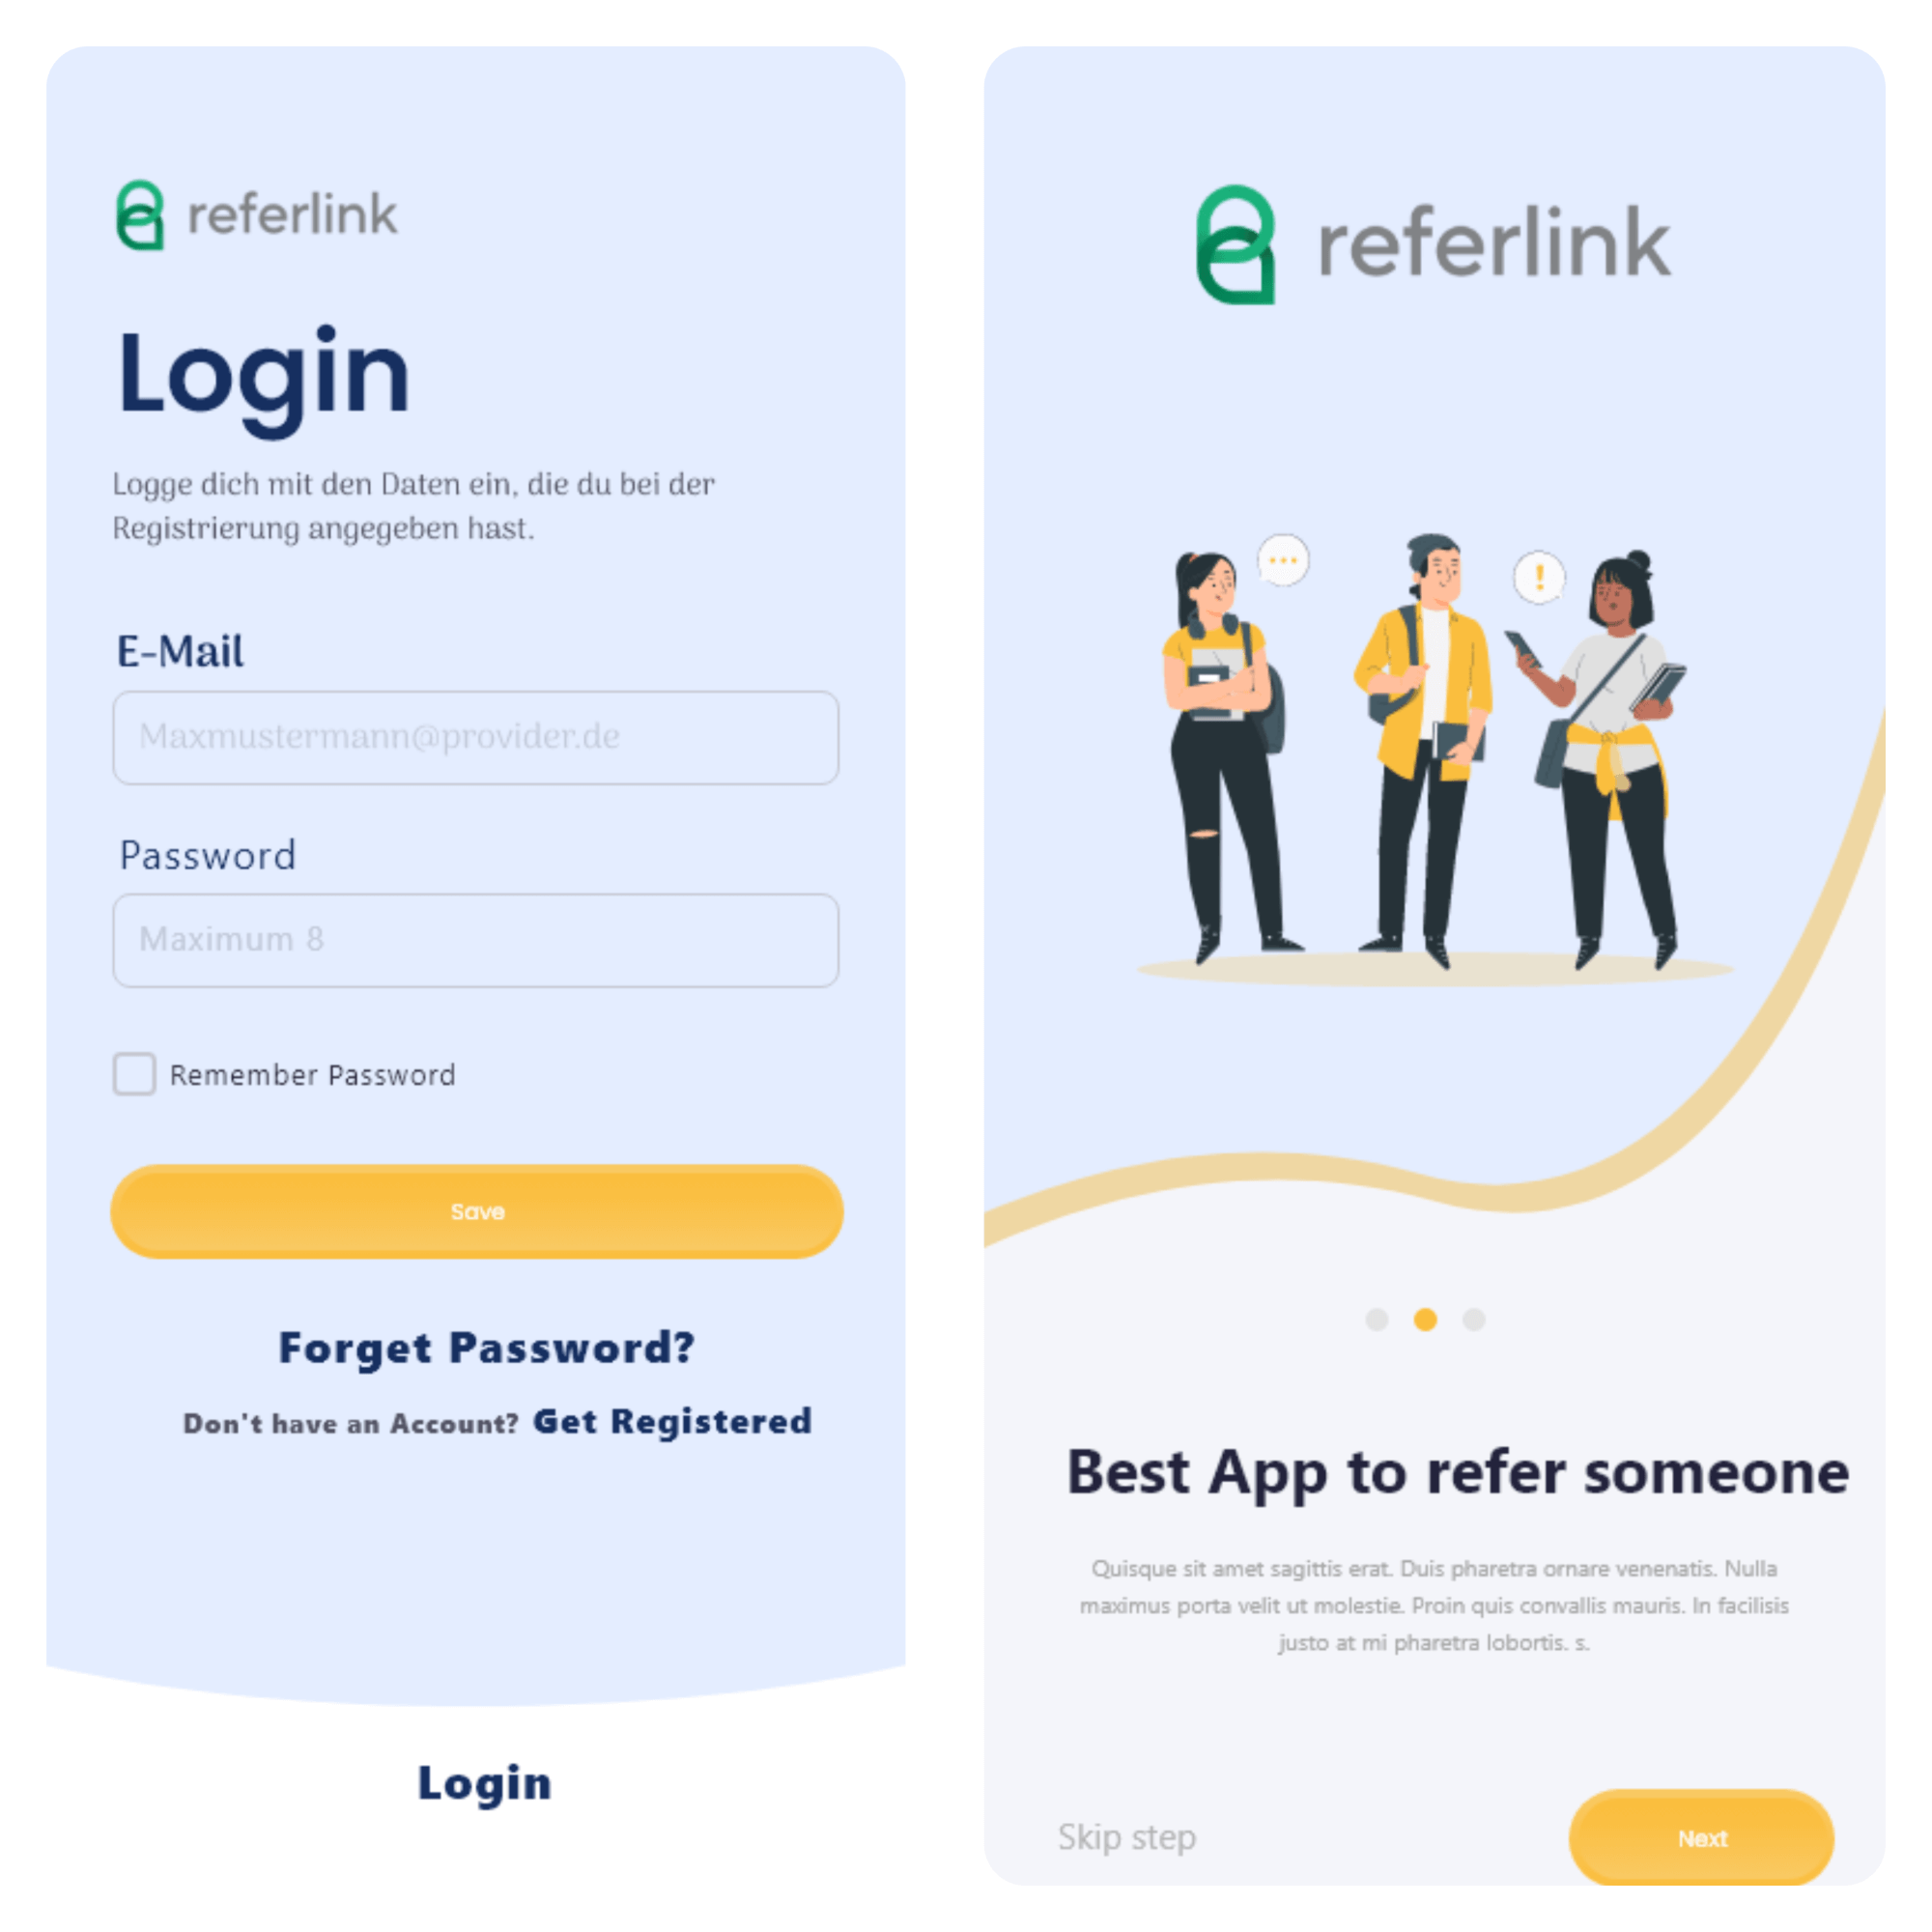 referlink
Login
Logge dich mit den Daten ein, die du bei der
Registrierung angegeben hast.
E-Mail
Maxmustermann@provider.de
Password
Maximum 8
Remember Password
Save
Forget Password?
Don't have an Account? Get Registered
Login
referlink
!
Best App to refer someone
Quisque sit amet sagittis erat. Duis pharetra ornare venenatis. Nulla
maximus porta velit ut molestie. Proin quis convallis mauris. In facilisis
justo at mi pharetra lobortis. s.
Skip step
Next